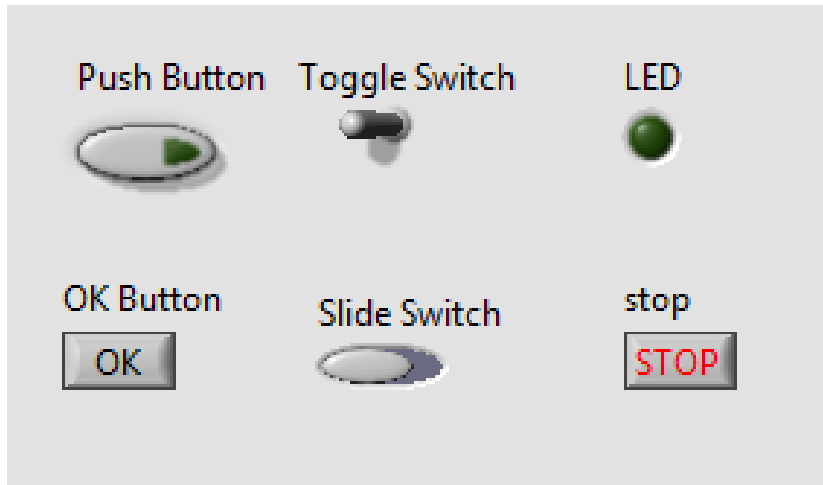 Push Button
Toggle Switch
LED
OK Button
OK
Slide Switch
stop
STOP